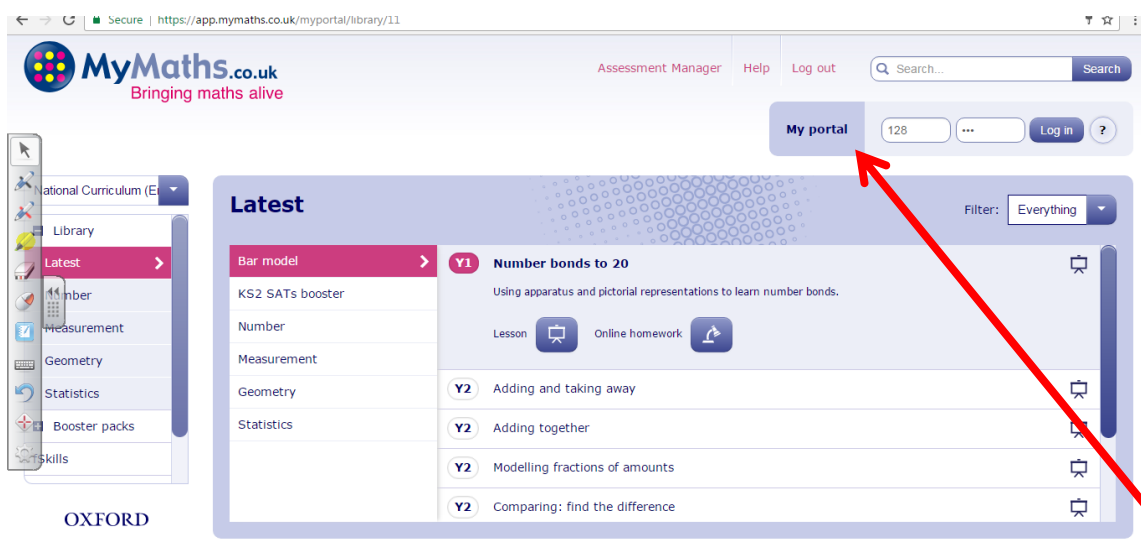 Secure | https://app.mymaths.co.uk/myportal/library/11
MyMaths.co.uk
Bringing maths alive
Assessment Manager Help Log out Search... Search
My portal 128 ••• Log in ?
National Curriculum (E
Library
Latest
Number
Measurement
Geometry
Statistics
Booster packs
Skills
OXFORD
Latest
Filter: Everything
Bar model
KS2 SATs booster
Number
Measurement
Geometry
Statistics
Y1 Number bonds to 20
Using apparatus and pictorial representations to learn number bonds.
Lesson Online homework
Y2 Adding and taking away
Y2 Adding together
Y2 Modelling fractions of amounts
Y2 Comparing: find the difference